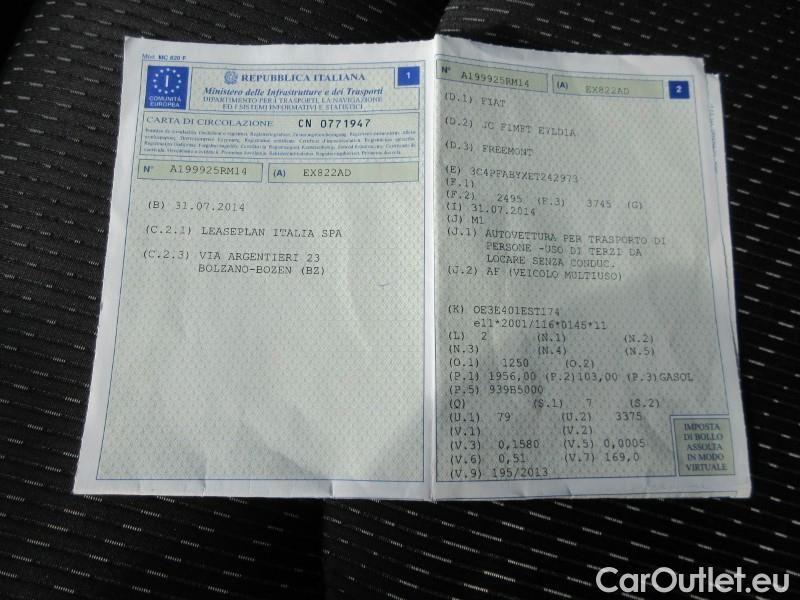 Mod. MC 820 F
1
REPUBBLICA ITALIANA
Ministero delle Infrastrutture e dei Trasporti
DIPARTIMENTO PER I TRASPORTI, LA NAVIGAZIONE
ED I SISTEMI INFORMATIVI E STATISTICI
I
COMUNITÀ
EUROPEA
CARTA DI CIRCOLAZIONE CN 0771947
N° A199925RM14 (A) EX822AD
(B) 31.07.2014
(C.2.1) LEASEPLAN ITALIA SPA
(C.2.3) VIA ARGENTIERI 23
BOLZANO-BOZEN (BZ)
N° A199925RM14 (A) EX822AD 2
(D.1) FIAT
(D.2) JC F1MBT EYLD1A
(D.3) FREEMONT
(E) 3C4PFABYXET242973
(F.1)
(F.2) 2495 (F.3) 3745 (G)
(I) 31.07.2014
(J) M1
(J.1) AUTOVETTURA PER TRASPORTO DI
PERSONE -USO DI TERZI DA
LOCARE SENZA CONDUC.
(J.2) AF (VEICOLO MULTIUSO)
(K) OE3E401EST174
e11*2001/116*0145*11
(L) 2 (N.1) (N.2)
(N.3) (N.4) (N.5)
(O.1) 1250 (O.2)
(P.1) 1956,00 (P.2) 103,00 (P.3) GASOL
(P.5) 939B5000
(Q) (S.1) 7 (S.2)
(U.1) 79 (U.2) 3375
(V.1) (V.2)
(V.3) 0,1580 (V.5) 0,0005
(V.6) 0,51 (V.7) 169,0
(V.9) 195/2013
IMPOSTA
DI BOLLO
ASSOLTA
IN MODO
VIRTUALE
CarOutlet.eu